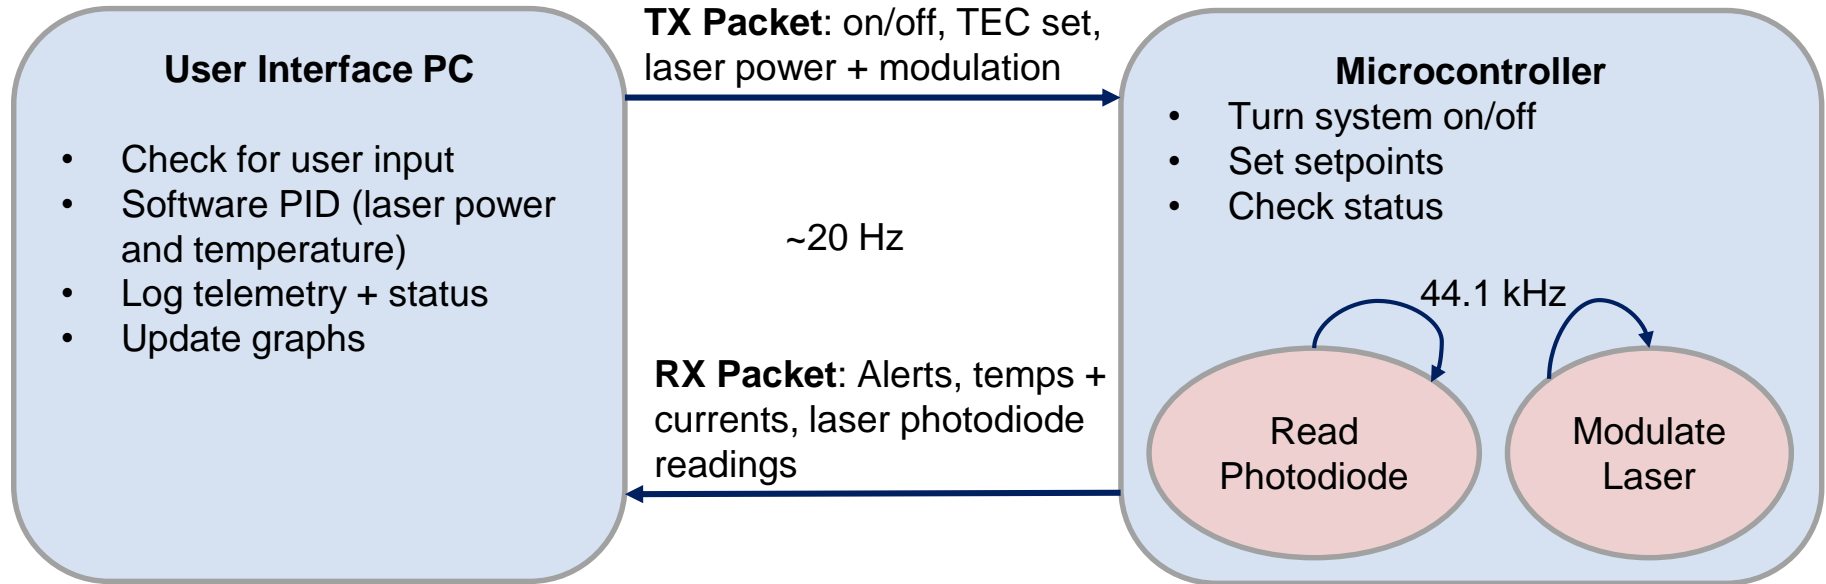 User Interface PC
• Check for user input
• Software PID (laser power
and temperature)
• Log telemetry + status
• Update graphs
TX Packet: on/off, TEC set,
laser power + modulation
~20 Hz
RX Packet: Alerts, temps +
currents, laser photodiode
readings
Microcontroller
• Turn system on/off
• Set setpoints
• Check status
44.1 kHz
Read
Photodiode
Modulate
Laser